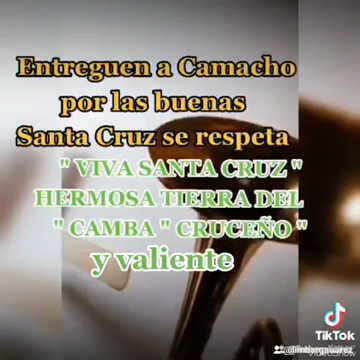 Entreguen a Camacho
por las buenas
Santa Cruz se respeta
" VIVA SANTA CRUZ "
HERMOSA TIERRA DEL
" CAMBA " CRUCEÑO "
y valiente
TikTok